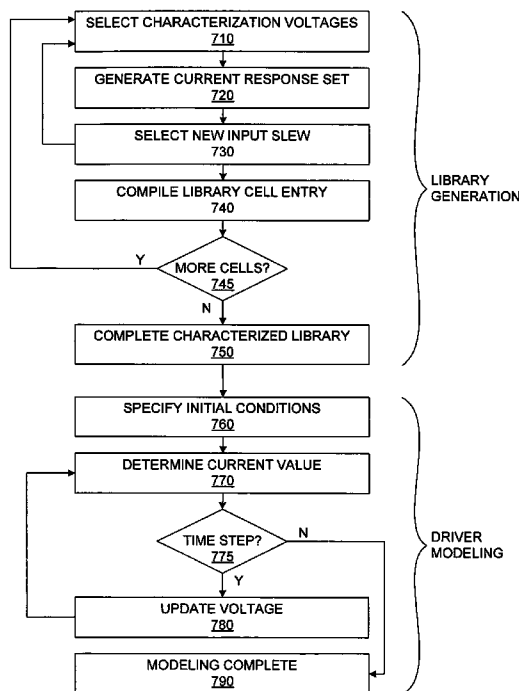 SELECT CHARACTERIZATION VOLTAGES
710
GENERATE CURRENT RESPONSE SET
720
SELECT NEW INPUT SLEW
730
COMPILE LIBRARY CELL ENTRY
740
Y
MORE CELLS?
745
N
COMPLETE CHARACTERIZED LIBRARY
750
LIBRARY
GENERATION
SPECIFY INITIAL CONDITIONS
760
DETERMINE CURRENT VALUE
770
TIME STEP?
775
N
Y
UPDATE VOLTAGE
780
MODELING COMPLETE
790
DRIVER
MODELING